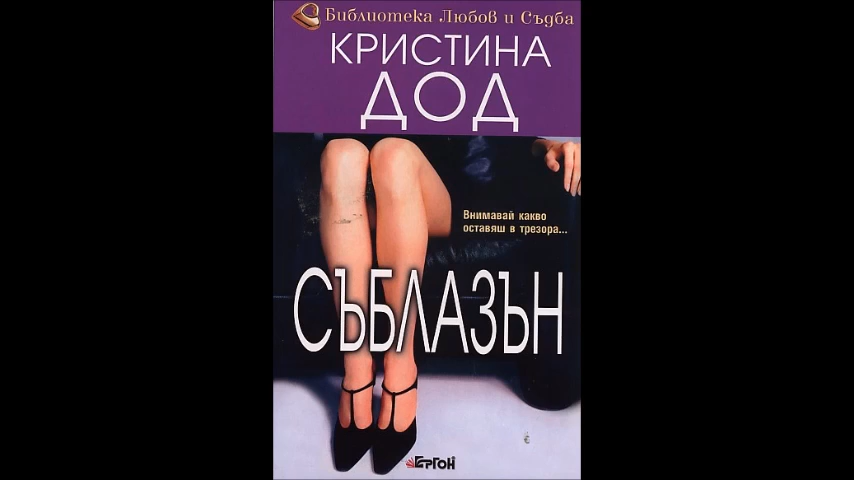 Библиотека Любов и Съдба
КРИСТИНА
ДОД
Внимавай какво
оставяш в трезора...
СЪБЛАЗЪН
ЕРГОН